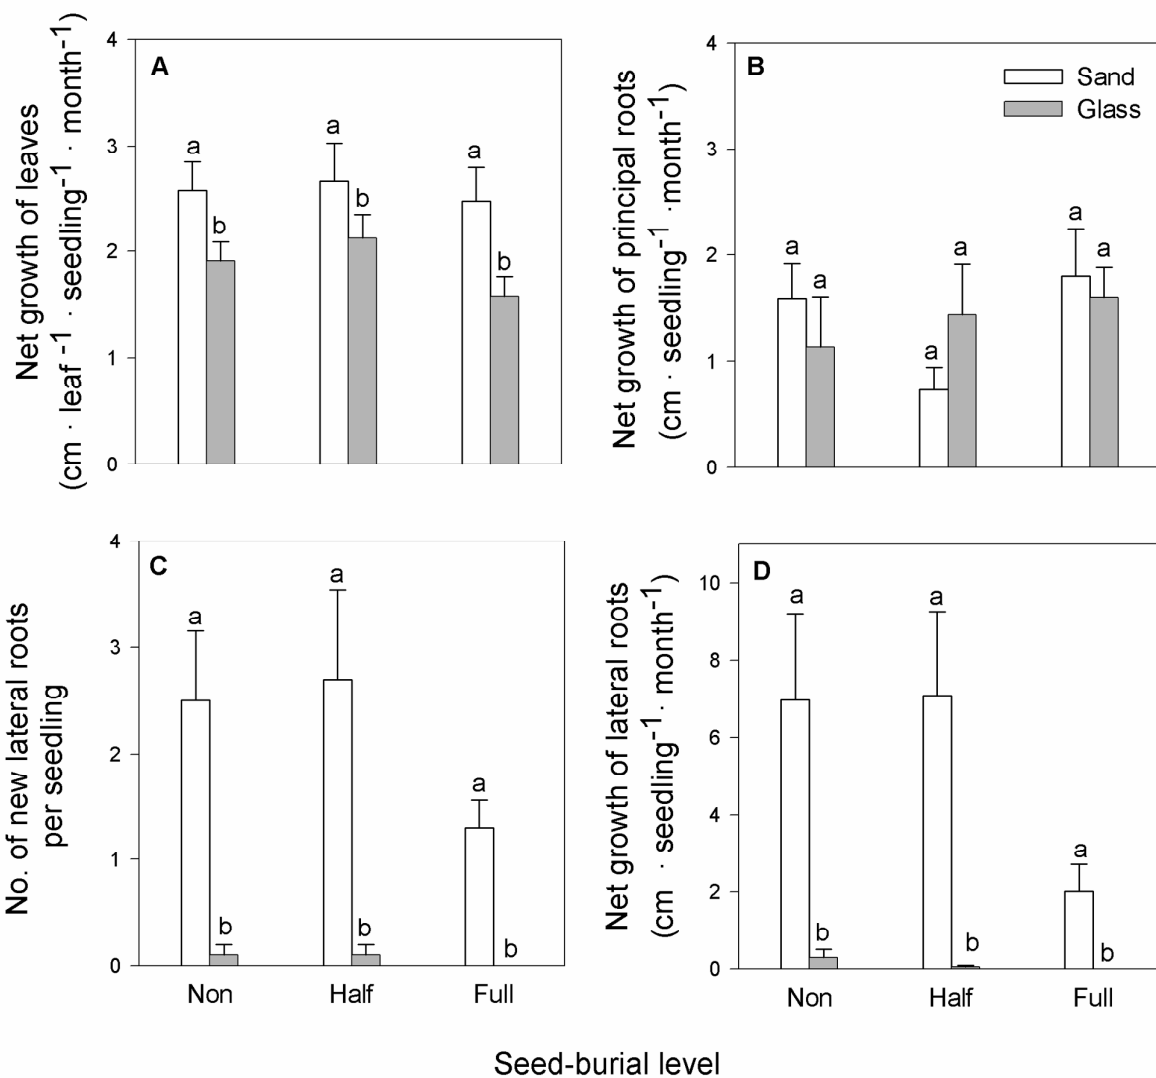 A
Net growth of leaves
(cm · leaf ⁻¹ · seedling⁻¹ · month⁻¹)
4
3
2
1
0
a
b
a
b
a
b
B
Sand
Glass
Net growth of principal roots
(cm · seedling⁻¹ ·month⁻¹)
4
3
2
1
0
a
a
a
a
a
a
C
No. of new lateral roots
per seedling
4
3
2
1
0
a
b
a
b
a
b
Non
Half
Full
D
Net growth of lateral roots
(cm · seedling⁻¹· month⁻¹)
10
8
6
4
2
0
a
b
a
b
a
b
Non
Half
Full
Seed-burial level